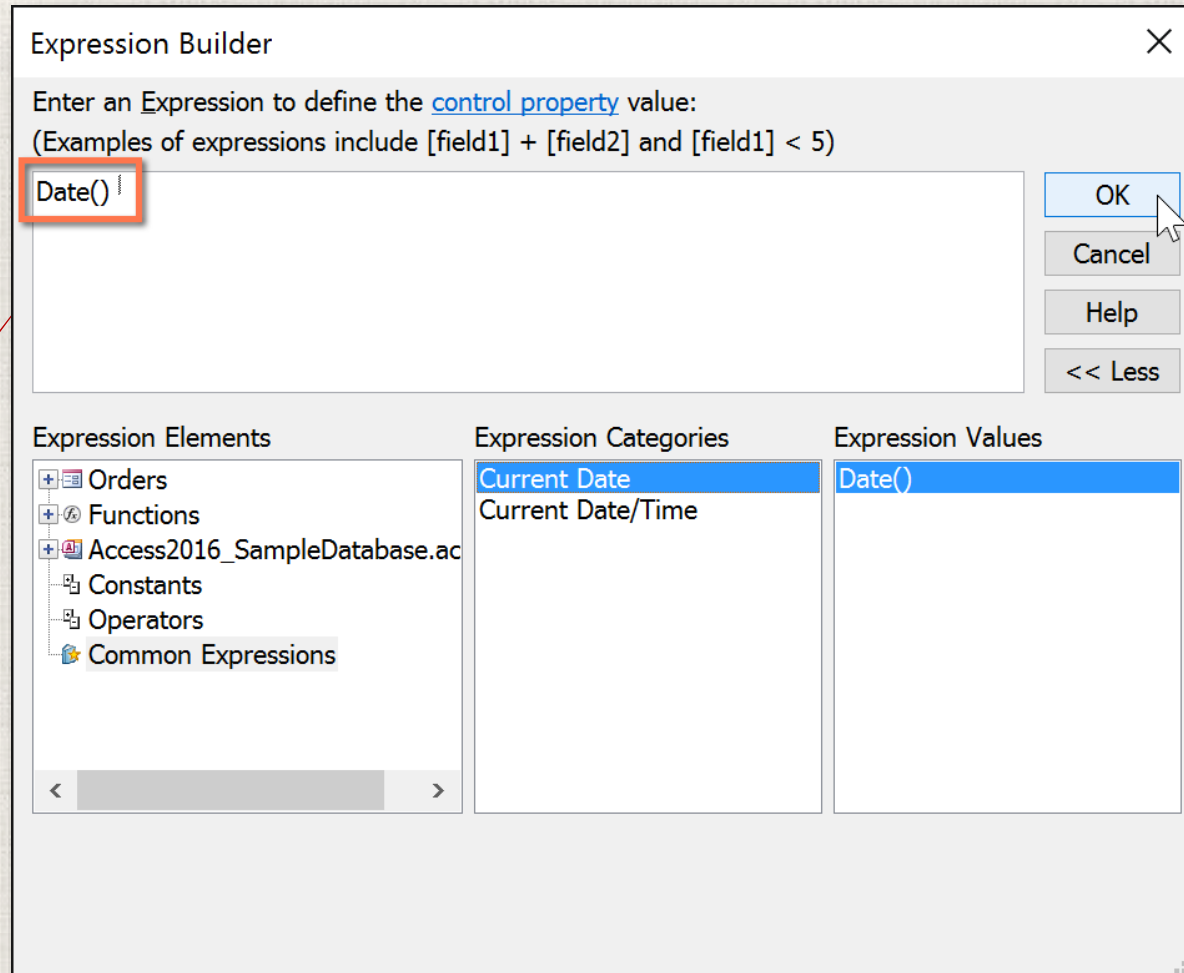 Expression Builder
Enter an Expression to define the control property value:
(Examples of expressions include [field1] + [field2] and [field1] < 5)
Date()
OK
Cancel
Help
<< Less
Expression Elements
Orders
Functions
Access2016_SampleDatabase.ac
Constants
Operators
Common Expressions
Expression Categories
Current Date
Current Date/Time
Expression Values
Date()